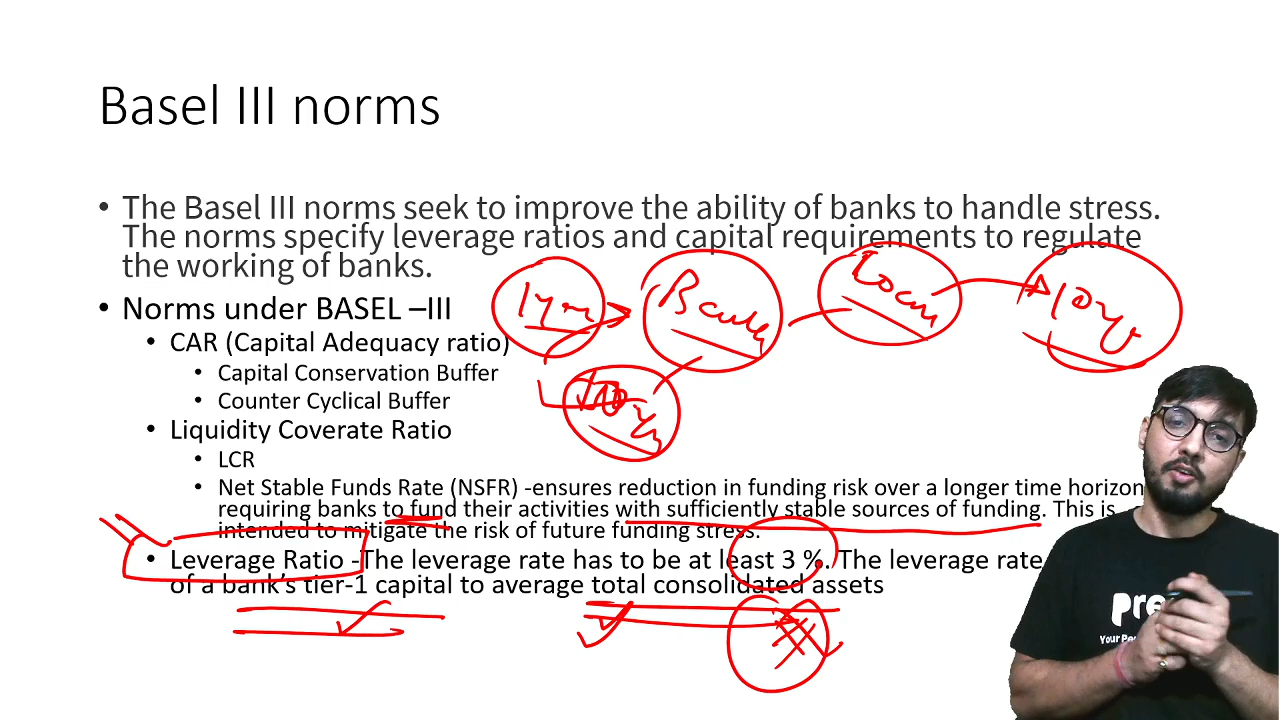 Basel III norms
• The Basel III norms seek to improve the ability of banks to handle stress.
The norms specify leverage ratios and capital requirements to regulate
the working of banks.
• Norms under BASEL –III
1yr
Bank
Loan
10yr
• CAR (Capital Adequacy ratio)
• Capital Conservation Buffer
• Counter Cyclical Buffer
• Liquidity Coverate Ratio
• LCR
• Net Stable Funds Rate (NSFR) -ensures reduction in funding risk over a longer time horizon
requiring banks to fund their activities with sufficiently stable sources of funding. This is
intended to mitigate the risk of future funding stress.
• Leverage Ratio -The leverage rate has to be at least 3 %. The leverage rate
of a bank's tier-1 capital to average total consolidated assets
pre
Your Pe